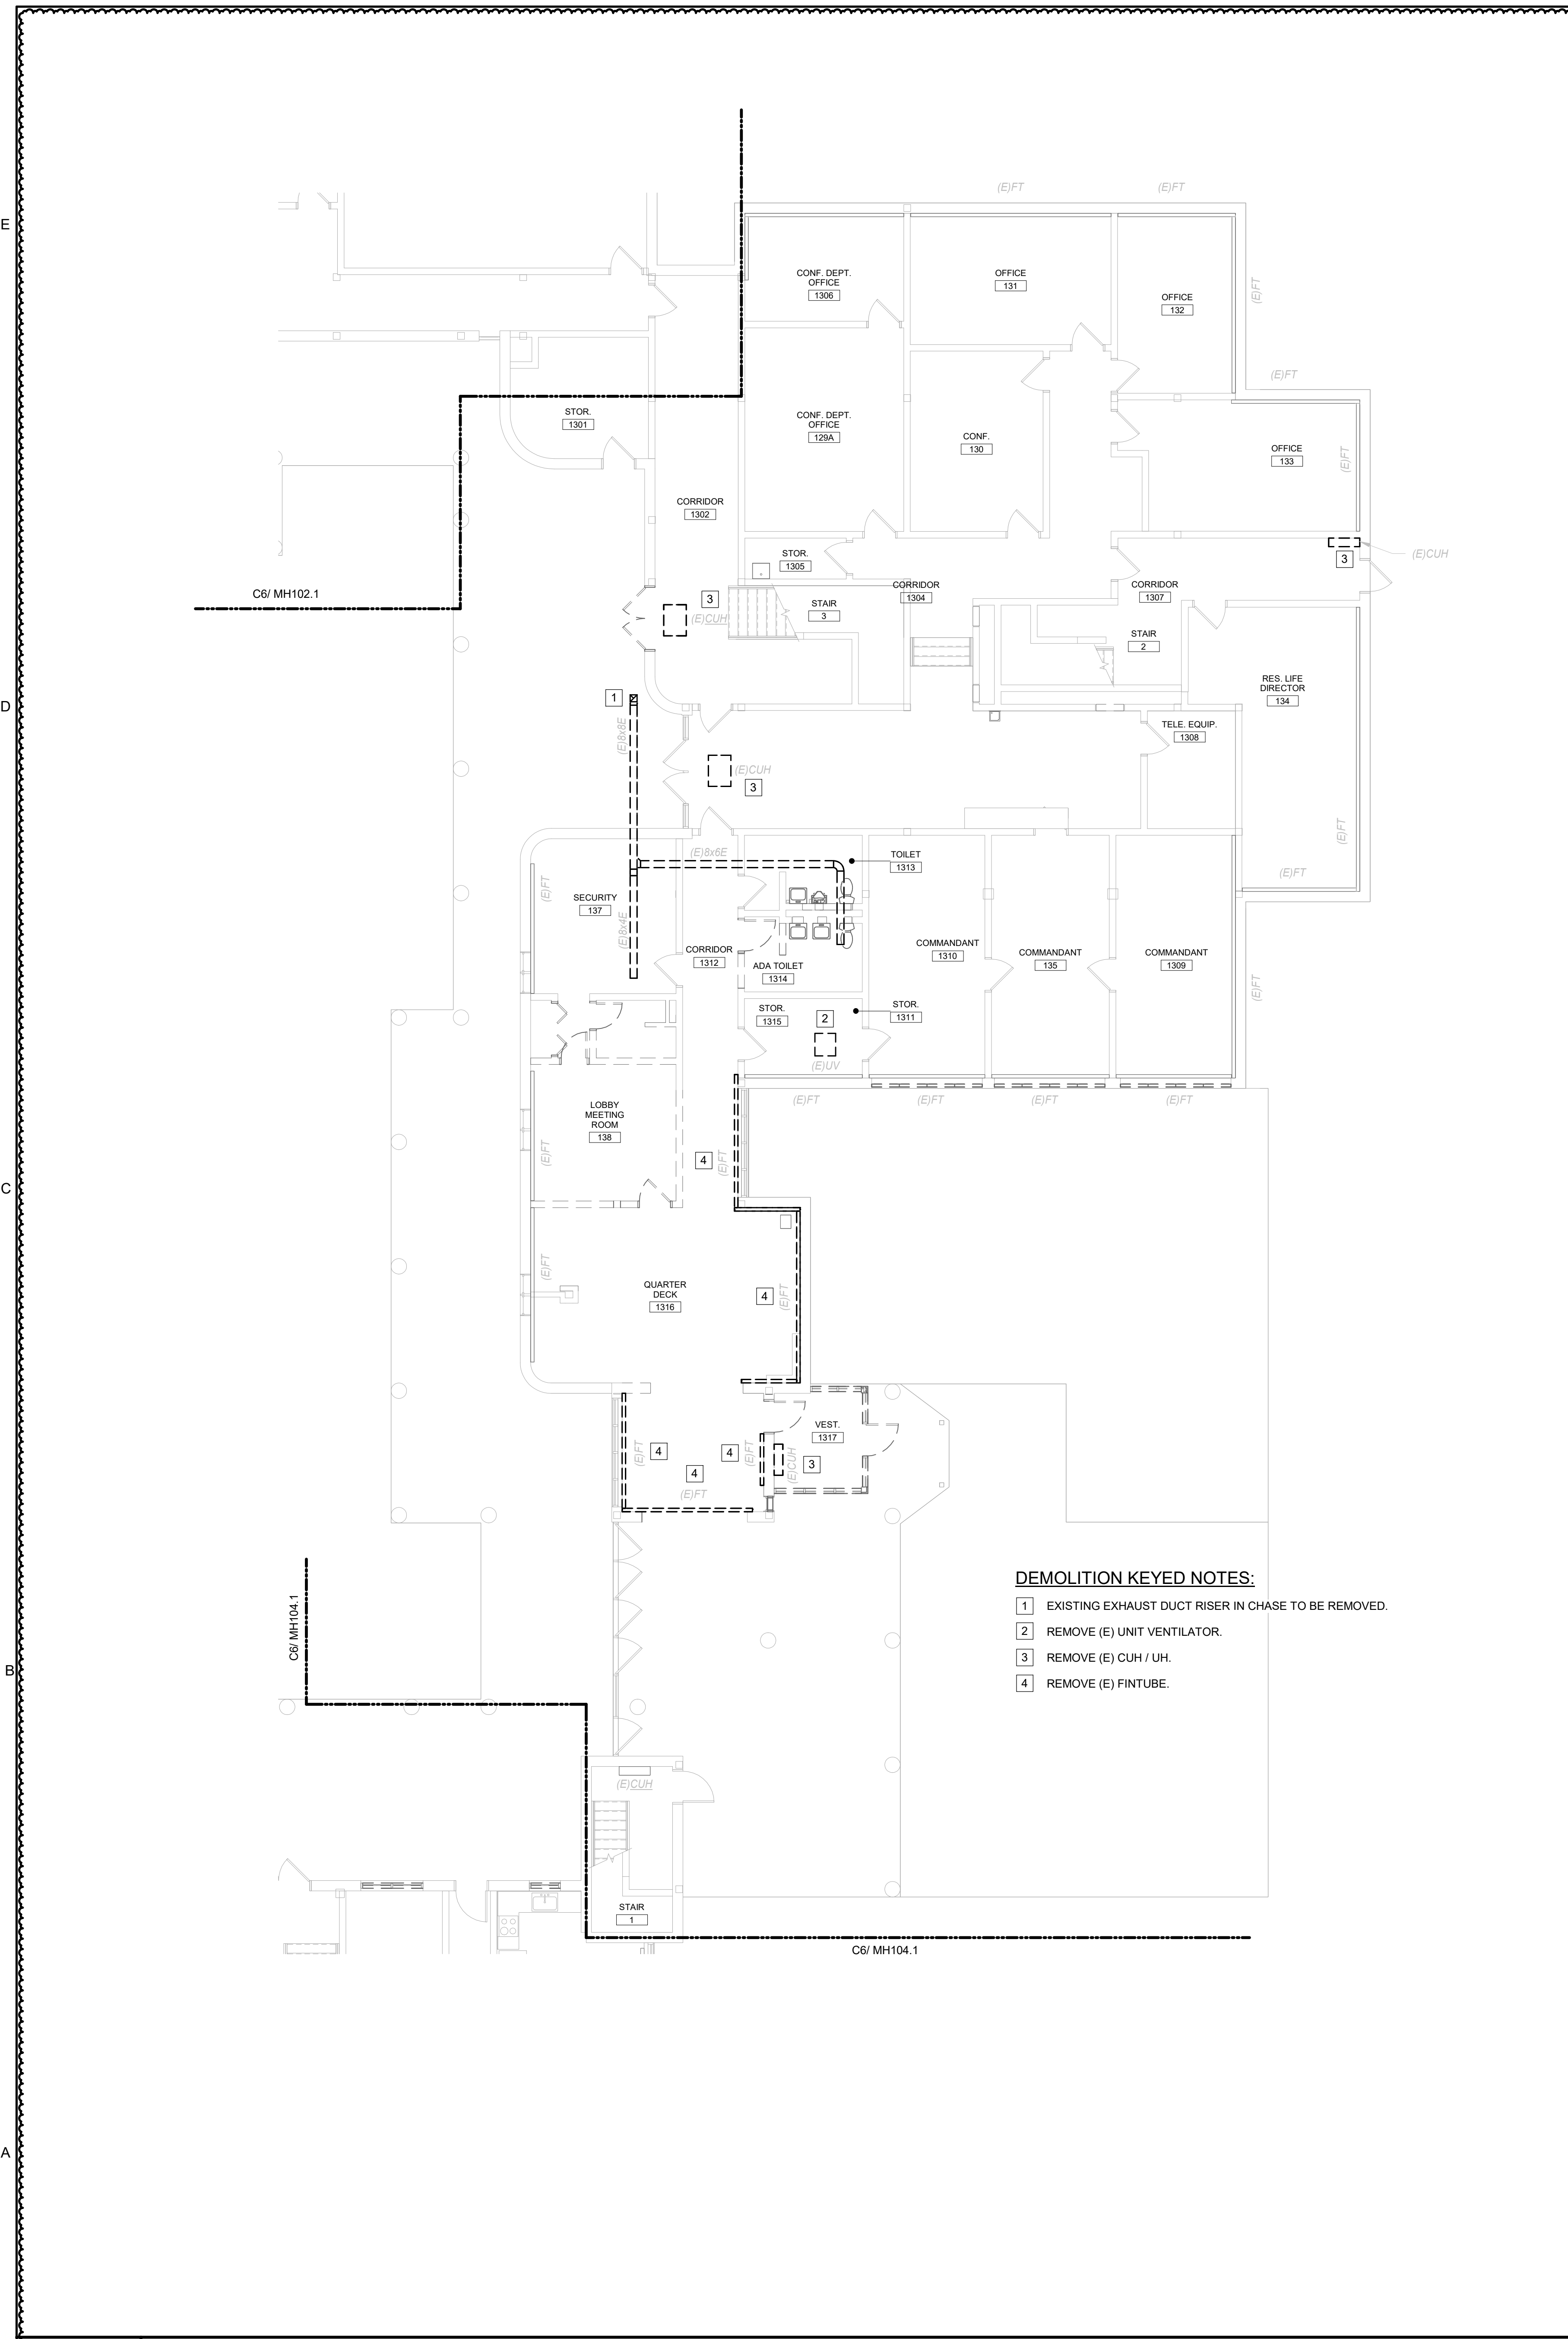 E
(E)FT
(E)FT
CONF. DEPT.
OFFICE
1306
OFFICE
131
OFFICE
132
(E)FT
(E)FT
STOR.
1301
CONF. DEPT.
OFFICE
129A
CONF.
130
OFFICE
133
(E)FT
CORRIDOR
1302
STOR.
1305
3
(E)CUH
C6/ MH102.1
3
(E)CUH
STAIR
3
CORRIDOR
1304
CORRIDOR
1307
STAIR
2
D
1
(E)8x8E
RES. LIFE
DIRECTOR
134
TELE. EQUIP.
1308
(E)CUH
3
(E)FT
(E)FT
(E)8x6E
TOILET
1313
(E)FT
SECURITY
137
(E)8x4E
CORRIDOR
1312
ADA TOILET
1314
COMMANDANT
1310
COMMANDANT
135
COMMANDANT
1309
(E)FT
STOR.
1315
2
STOR.
1311
(E)UV
(E)FT
(E)FT
(E)FT
(E)FT
LOBBY
MEETING
ROOM
138
(E)FT
4
(E)FT
C
(E)FT
QUARTER
DECK
1316
4
(E)FT
VEST.
1317
(E)FT
4
4
(E)FT
(E)CUH
3
4
(E)FT
DEMOLITION KEYED NOTES:
1 EXISTING EXHAUST DUCT RISER IN CHASE TO BE REMOVED.
2 REMOVE (E) UNIT VENTILATOR.
3 REMOVE (E) CUH / UH.
4 REMOVE (E) FINTUBE.
C6/ MH104.1
B
(E)CUH
STAIR
1
C6/ MH104.1
A